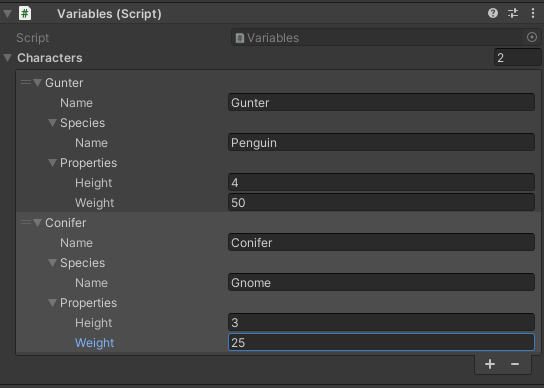 Variables (Script)
Script Variables
Characters 2
Gunter
Name Gunter
Species
Name Penguin
Properties
Height 4
Weight 50
Conifer
Name Conifer
Species
Name Gnome
Properties
Height 3
Weight 25